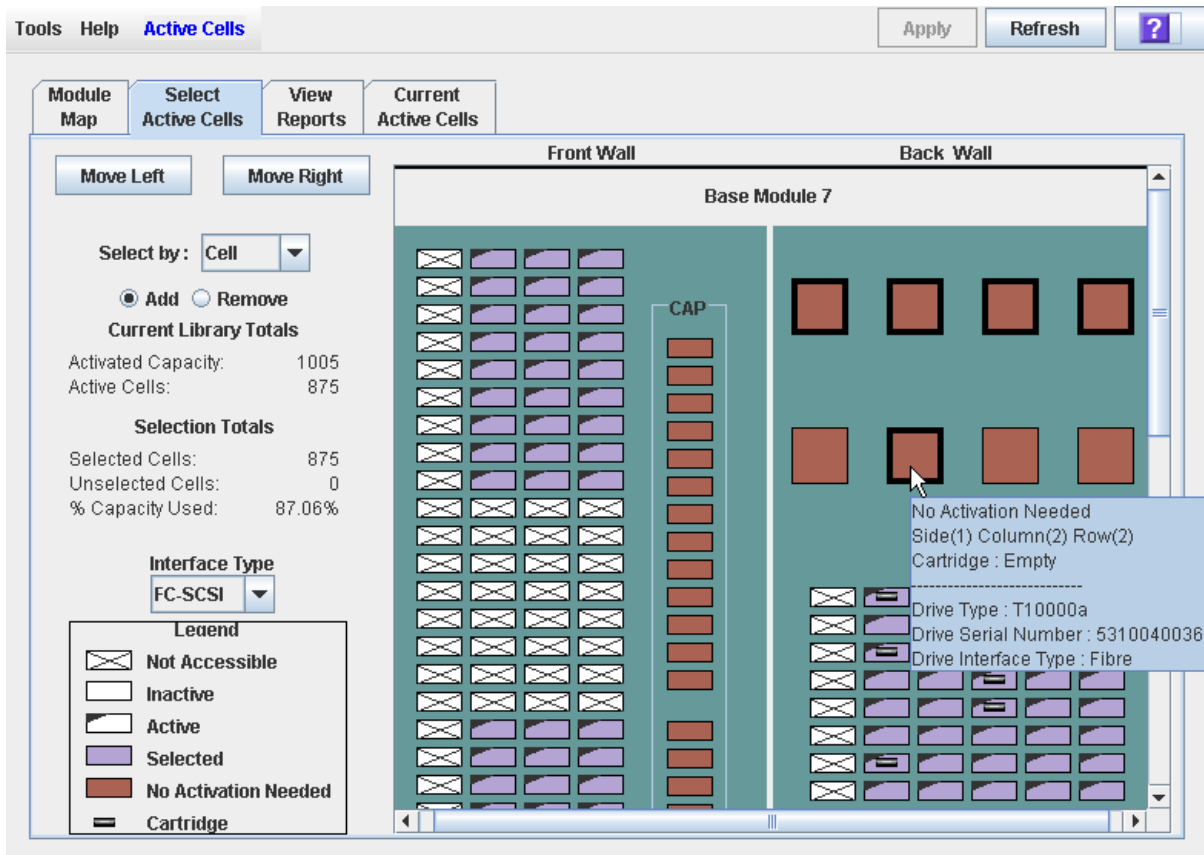 Tools Help Active Cells Apply Refresh ?
Module Map
Select Active Cells
View Reports
Current Active Cells
Move Left Move Right
Select by : Cell
Add Remove
Current Library Totals
Activated Capacity: 1005
Active Cells: 875
Selection Totals
Selected Cells: 875
Unselected Cells: 0
% Capacity Used: 87.06%
Interface Type
FC-SCSI
Legend
Not Accessible
Inactive
Active
Selected
No Activation Needed
Cartridge
Front Wall Back Wall
Base Module 7
CAP
No Activation Needed
Side(1) Column(2) Row(2)
Cartridge : Empty
----------------------------
Drive Type : T10000a
Drive Serial Number : 5310040036
Drive Interface Type : Fibre